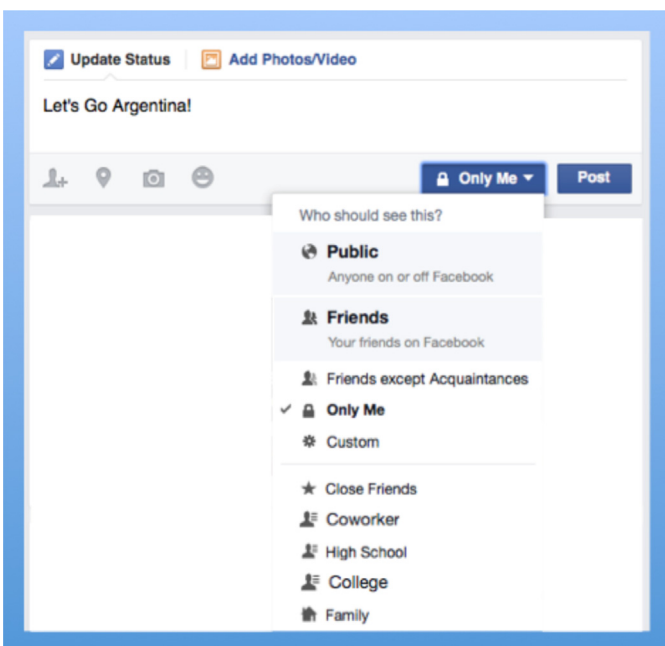 Update Status Add Photos/Video
Let's Go Argentina!
Only Me Post
Who should see this?
Public
Anyone on or off Facebook
Friends
Your friends on Facebook
Friends except Acquaintances
Only Me
Custom
Close Friends
Coworker
High School
College
Family